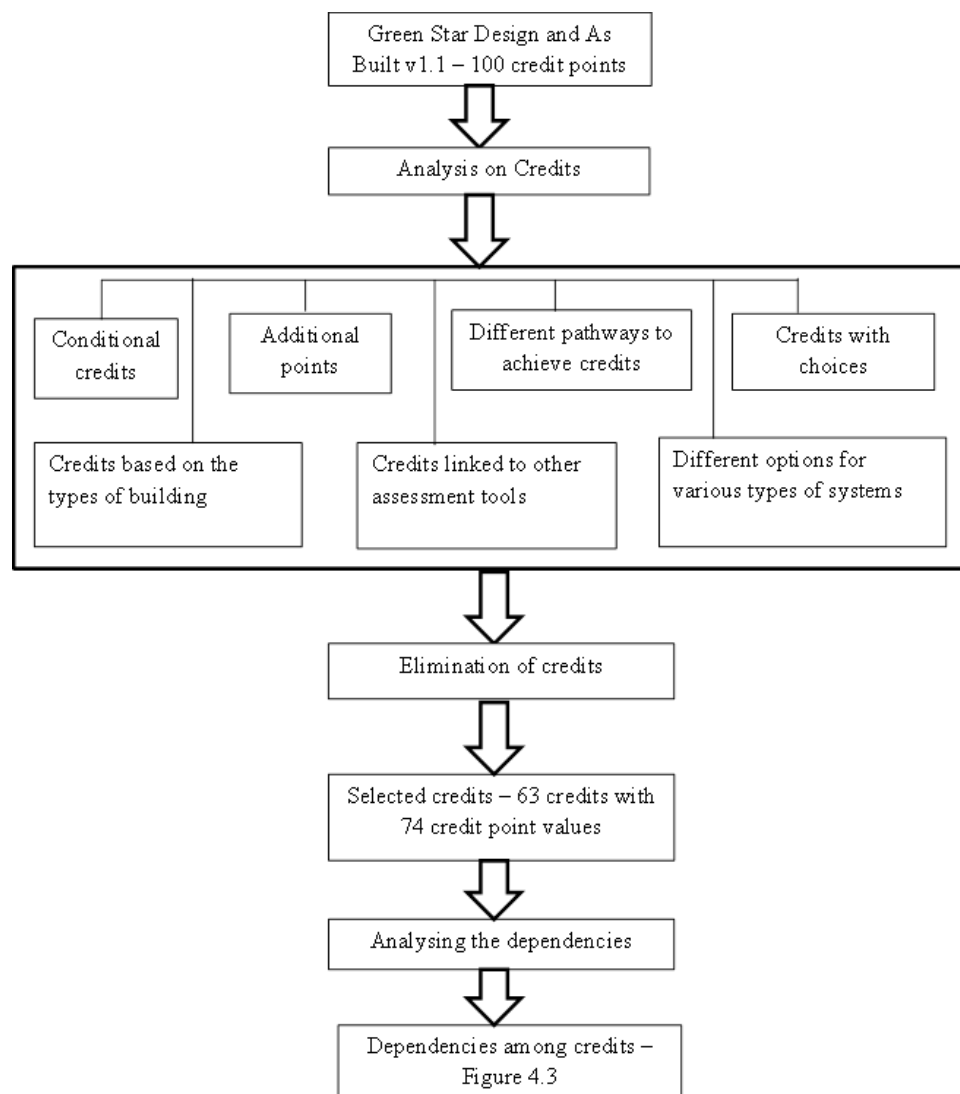 Green Star Design and As
Built v1.1 – 100 credit points
Analysis on Credits
Conditional
credits
Additional
points
Different pathways to
achieve credits
Credits with
choices
Credits based on the
types of building
Credits linked to other
assessment tools
Different options for
various types of systems
Elimination of credits
Selected credits – 63 credits with
74 credit point values
Analysing the dependencies
Dependencies among credits –
Figure 4.3